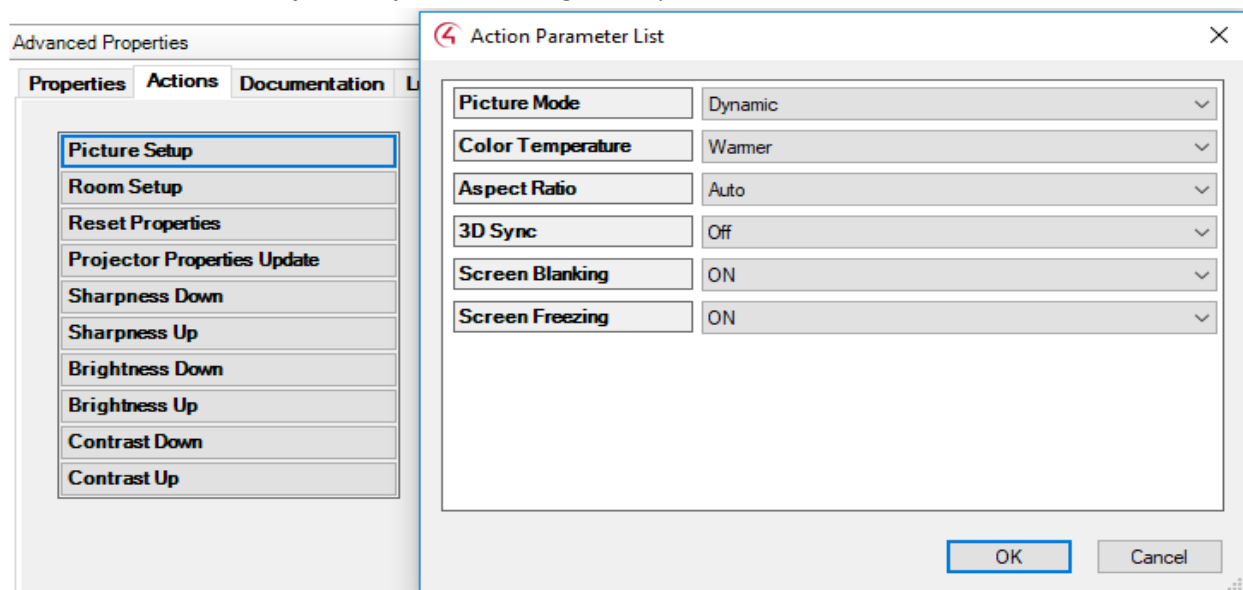 Advanced Properties
Properties Actions Documentation
Picture Setup
Room Setup
Reset Properties
Projector Properties Update
Sharpness Down
Sharpness Up
Brightness Down
Brightness Up
Contrast Down
Contrast Up
Action Parameter List
Picture Mode Dynamic
Color Temperature Warmer
Aspect Ratio Auto
3D Sync Off
Screen Blanking ON
Screen Freezing ON
OK Cancel